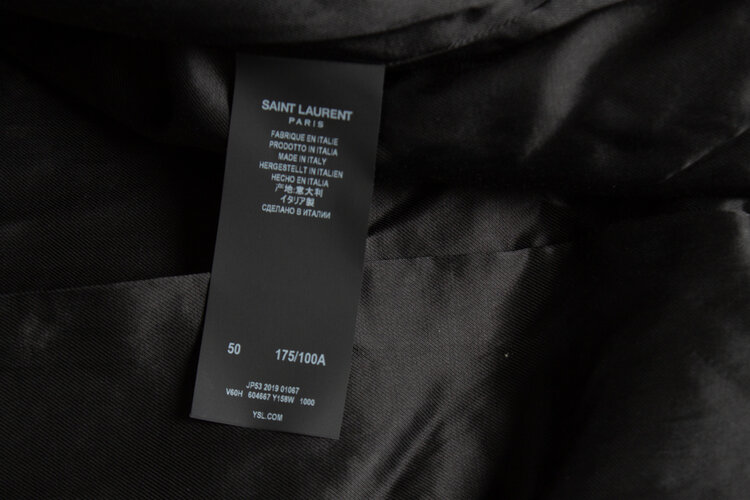 SAINT LAURENT
PARIS
FABRIQUE EN ITALIE
PRODOTTO IN ITALIA
MADE IN ITALY
HERGESTELLT IN ITALIEN
HECHO EN ITALIA
产地:意大利
イタリア製
СДЕЛАНО В ИТАЛИИ
50 175/100A
JP53 2019 01067
V60H 604667 Y158W 1000
YSL.COM